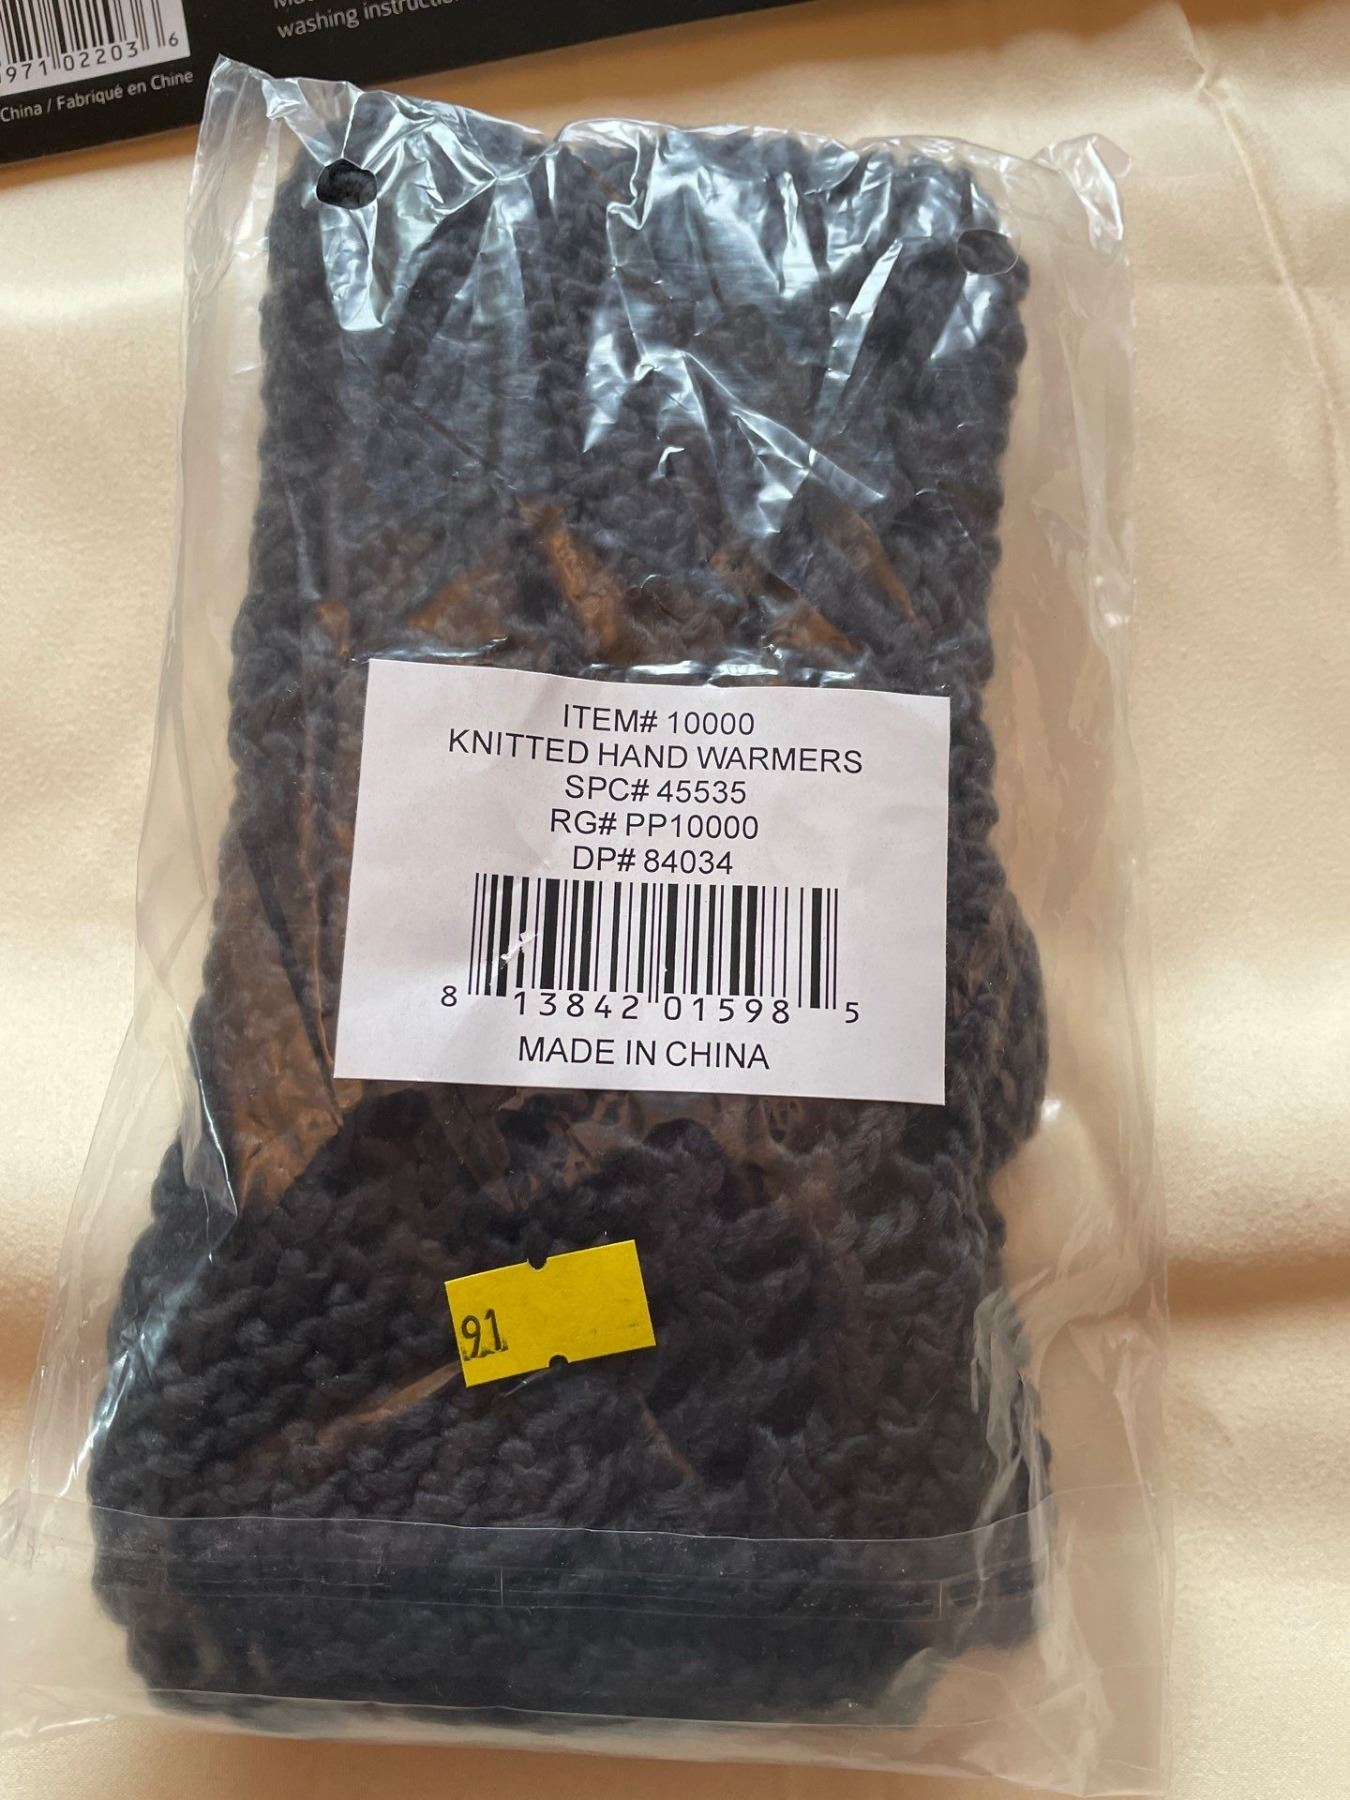 washing
971 02203 6
China / Fabriqué en Chine
ITEM# 10000
KNITTED HAND WARMERS
SPC# 45535
RG# PP10000
DP# 84034
8 13842 01598 5
MADE IN CHINA
91